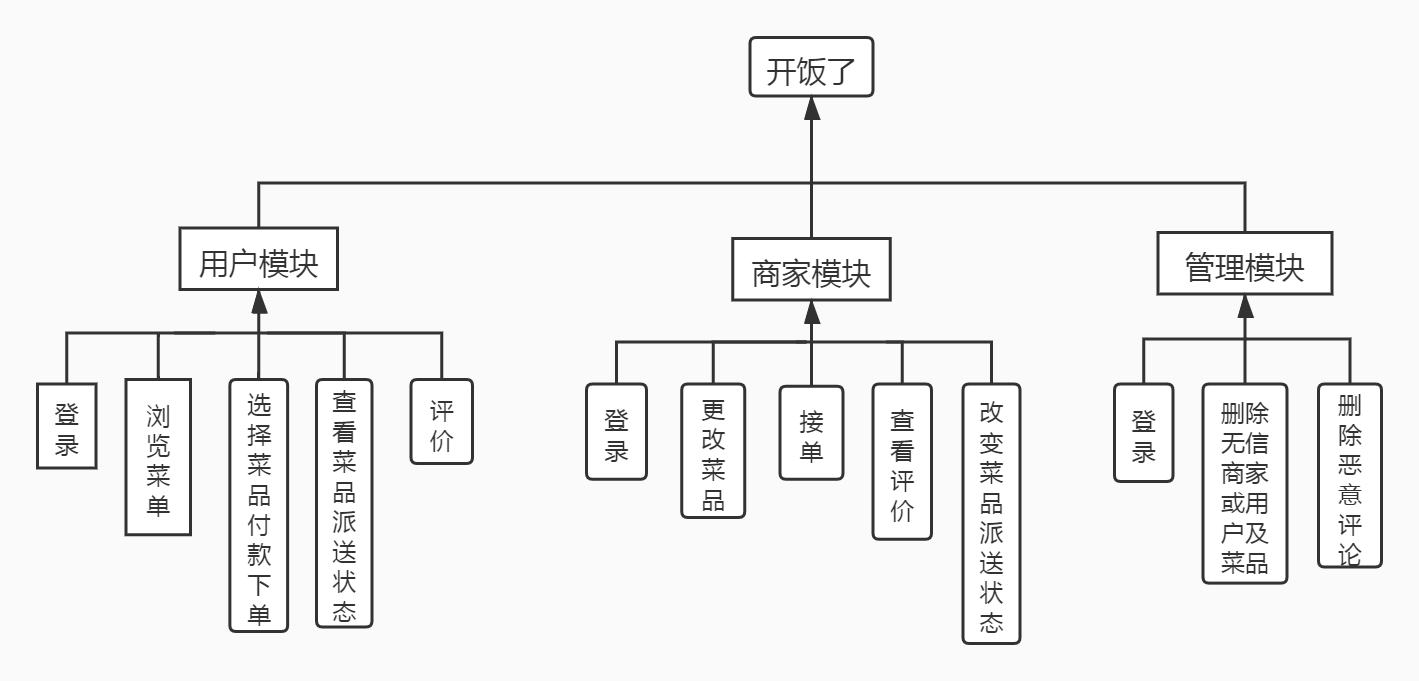 开饭了
用户模块
商家模块
管理模块
登录
浏览菜单
选择菜品付款下单
查看菜品派送状态
评价
登录
更改菜品
接单
查看评价
改变菜品派送状态
登录
删除
无信
商家
或用
户及
菜品
删除恶意评论